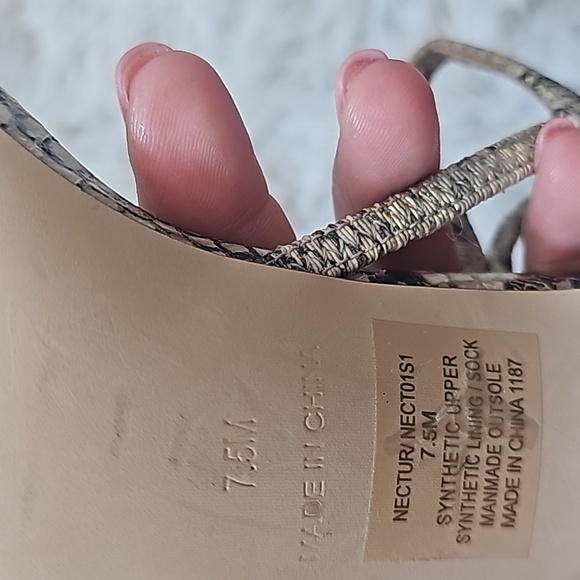 7.5M
MADE IN CHINA
NECTUR/ NECT01S1
7.5M
SYNTHETIC UPPER
SYNTHETIC LINING / SOCK
MANMADE OUTSOLE
MADE IN CHINA 1187